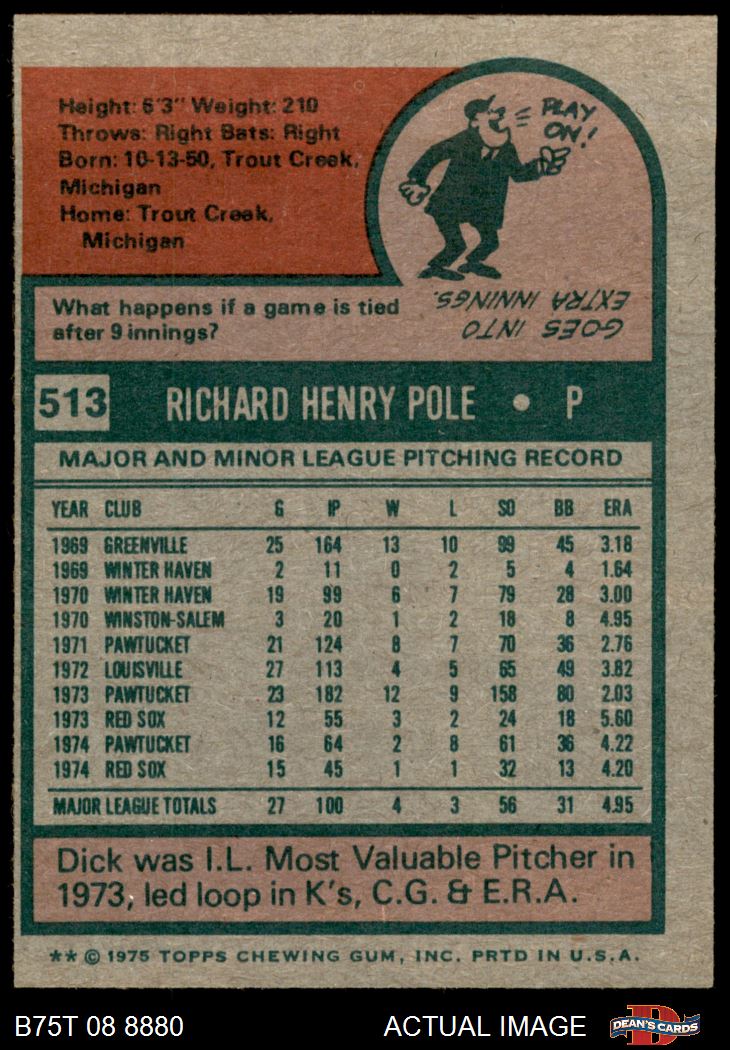 Height: 6'3" Weight: 210
Throws: Right Bats: Right
Born: 10-13-50, Trout Creek,
Michigan
Home: Trout Creek,
Michigan
PLAY
ON!
What happens if a game is tied
after 9 innings?
GOES INTO
EXTRA INNINGS.
513 RICHARD HENRY POLE • P
MAJOR AND MINOR LEAGUE PITCHING RECORD
YEAR CLUB G IP W L SO BB ERA
1969 GREENVILLE 25 164 13 10 99 45 3.18
1969 WINTER HAVEN 2 11 0 2 5 4 1.64
1970 WINTER HAVEN 19 99 6 7 79 28 3.00
1970 WINSTON-SALEM 3 20 1 2 18 8 4.95
1971 PAWTUCKET 21 124 8 7 70 36 2.76
1972 LOUISVILLE 27 113 4 5 65 49 3.82
1973 PAWTUCKET 23 182 12 9 158 80 2.03
1973 RED SOX 12 55 3 2 24 18 5.60
1974 PAWTUCKET 16 64 2 8 61 36 4.22
1974 RED SOX 15 45 1 1 32 13 4.20
MAJOR LEAGUE TOTALS 27 100 4 3 56 31 4.95
Dick was I.L. Most Valuable Pitcher in
1973, led loop in K's, C.G. & E.R.A.
** © 1975 TOPPS CHEWING GUM, INC. PRTD IN U.S.A.
B75T 08 8880 ACTUAL IMAGE D DEAN'S CARDS